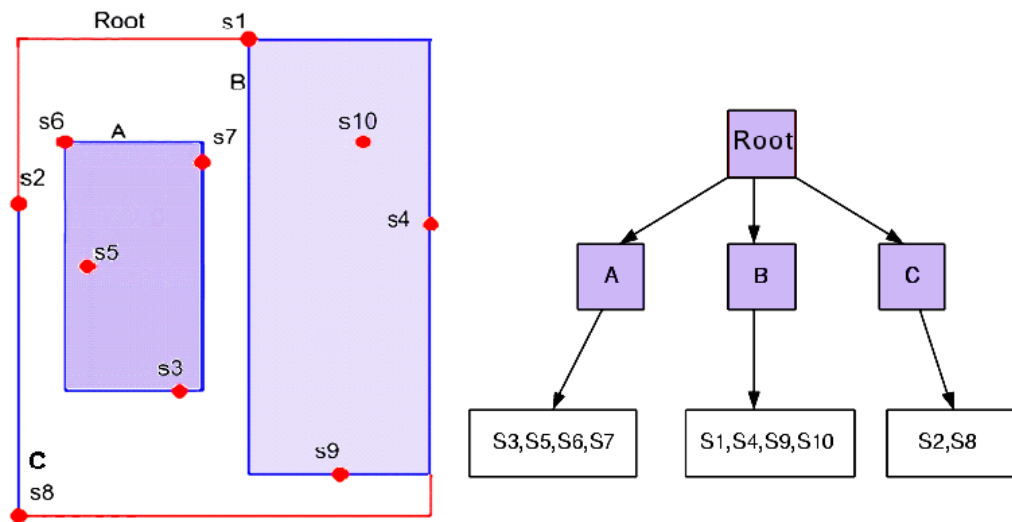 Root
s1
B
s6
A
s7
s10
s2
s4
s5
s3
s9
C
s8
Root
A
B
C
S3,S5,S6,S7
S1,S4,S9,S10
S2,S8